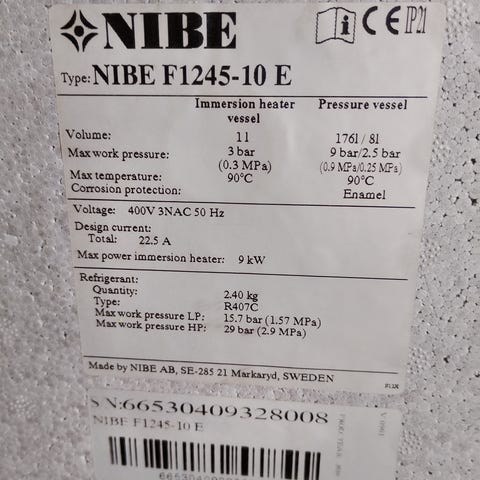 NIBE
i CE IP21
Type: NIBE F1245-10 E
Immersion heater vessel Pressure vessel
Volume: 1l 176l / 8l
Max work pressure: 3 bar 9 bar/2.5 bar
(0.3 MPa) (0.9 MPa/0.25 MPa)
Max temperature: 90°C 90°C
Corrosion protection: Enamel
Voltage: 400V 3NAC 50 Hz
Design current:
Total: 22.5 A
Max power immersion heater: 9 kW
Refrigerant:
Quantity: 2.40 kg
Type: R407C
Max work pressure LP: 15.7 bar (1.57 MPa)
Max work pressure HP: 29 bar (2.9 MPa)
Made by NIBE AB, SE-285 21 Markaryd, SWEDEN
SN:66530409328008
NIBE F1245-10 E
PROD. YEAR